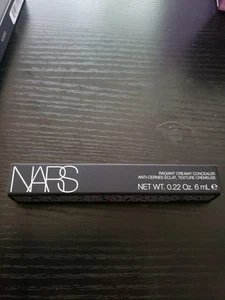 NARS
RADIANT CREAMY CONCEALER
ANTI-CERNES ÉCLAT, TEXTURE CRÉMEUSE
NET WT. 0.22 Oz. 6 mL ℮